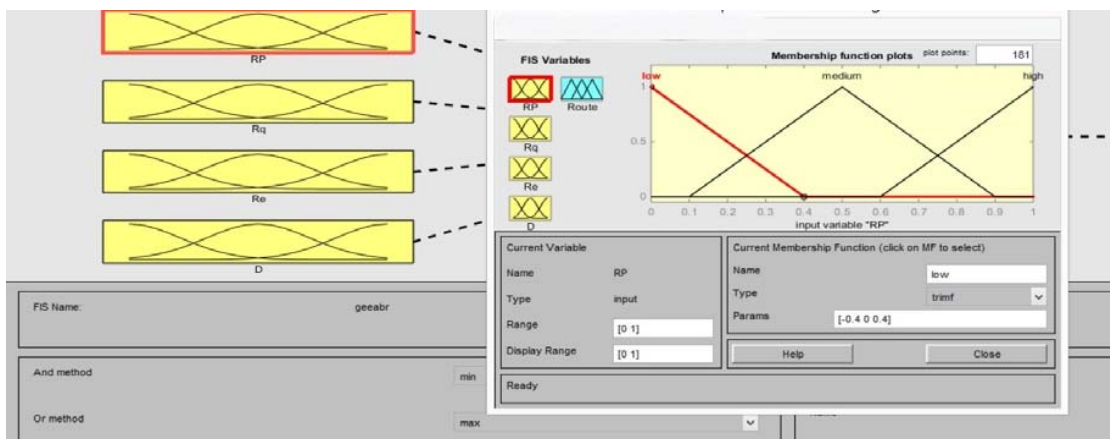 RP
Rq
Re
D
FIS Name: geeabr
And method min
Or method max
FIS Variables
RP Route
Rq
Re
D
Membership function plots plot points: 181
low medium high
1
0.5
0
0 0.1 0.2 0.3 0.4 0.5 0.6 0.7 0.8 0.9 1
input variable "RP"
Current Variable
Name RP
Type input
Range [0 1]
Display Range [0 1]
Current Membership Function (click on MF to select)
Name low
Type trimf
Params [-0.4 0 0.4]
Help Close
Ready